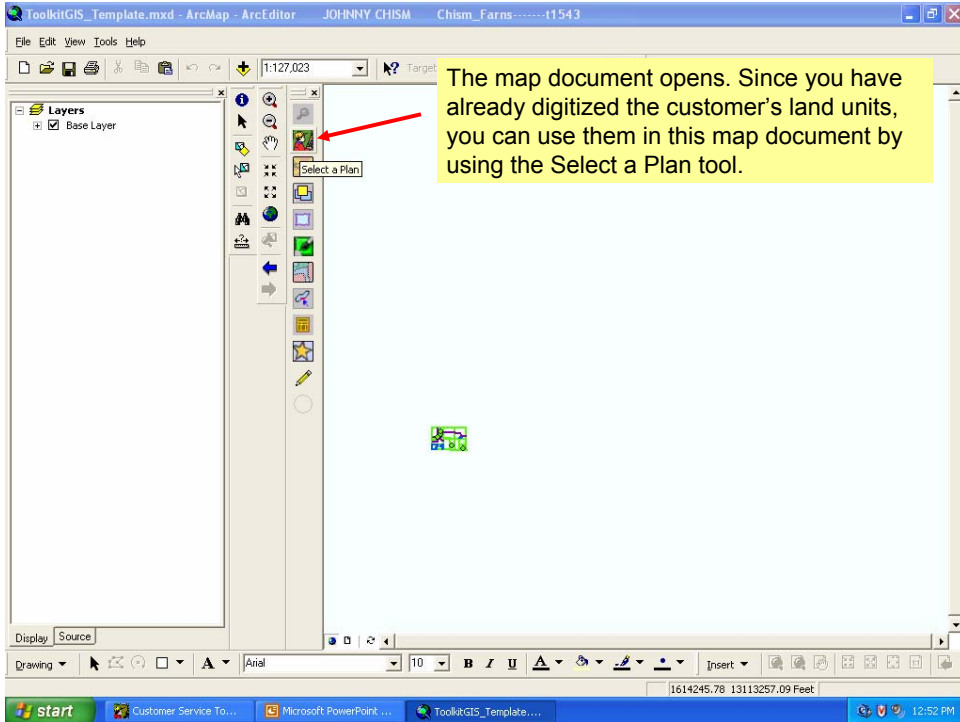 ToolkitGIS_Template.mxd - ArcMap - ArcEditor JOHNNY CHISM Chism_Farns-------t1543
File Edit View Tools Help
1:127,023
Target
The map document opens. Since you have
already digitized the customer’s land units,
you can use them in this map document by
using the Select a Plan tool.
Layers
Base Layer
Select a Plan
Display Source
Drawing A Arial 10 B I U A Insert
1614245.78 13113257.09 Feet
start Customer Service To... Microsoft PowerPoint ... ToolkitGIS_Template.... 12:52 PM